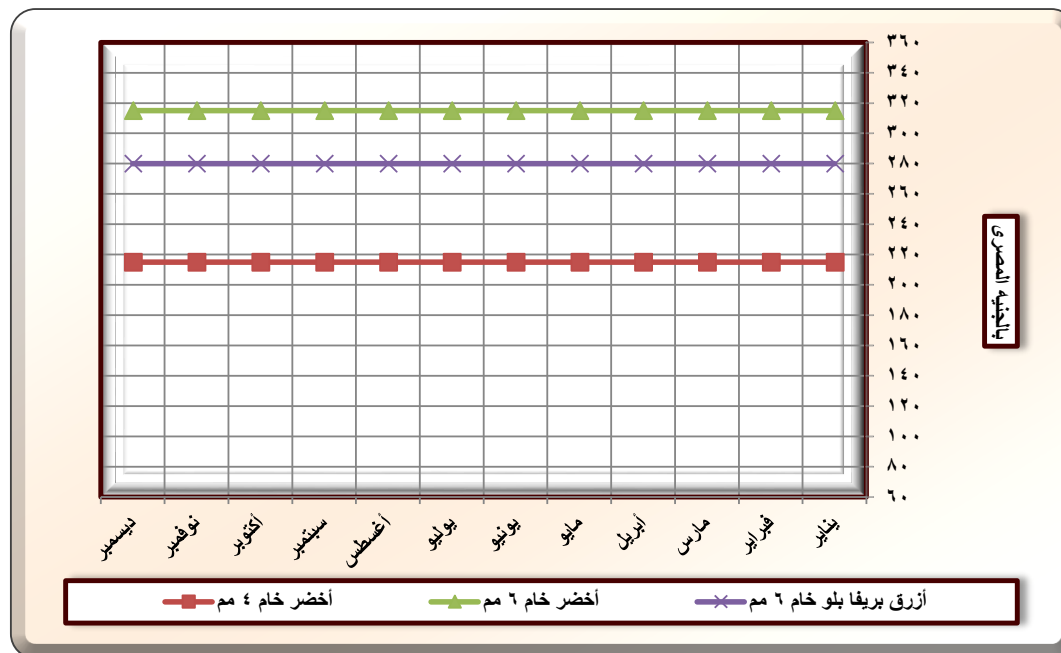 ٣٦٠
٣٤٠
٣٢٠
٣٠٠
٢٨٠
٢٦٠
٢٤٠
٢٢٠
٢٠٠
١٨٠
١٦٠
١٤٠
١٢٠
١٠٠
٨٠
٦٠
بالجنيه المصرى
يناير
فبراير
مارس
أبريل
مايو
يونيو
يوليو
أغسطس
سبتمبر
أكتوبر
نوفمبر
ديسمبر
أزرق بريفا بلو خام ٦ مم
أخضر خام ٦ مم
أخضر خام ٤ مم